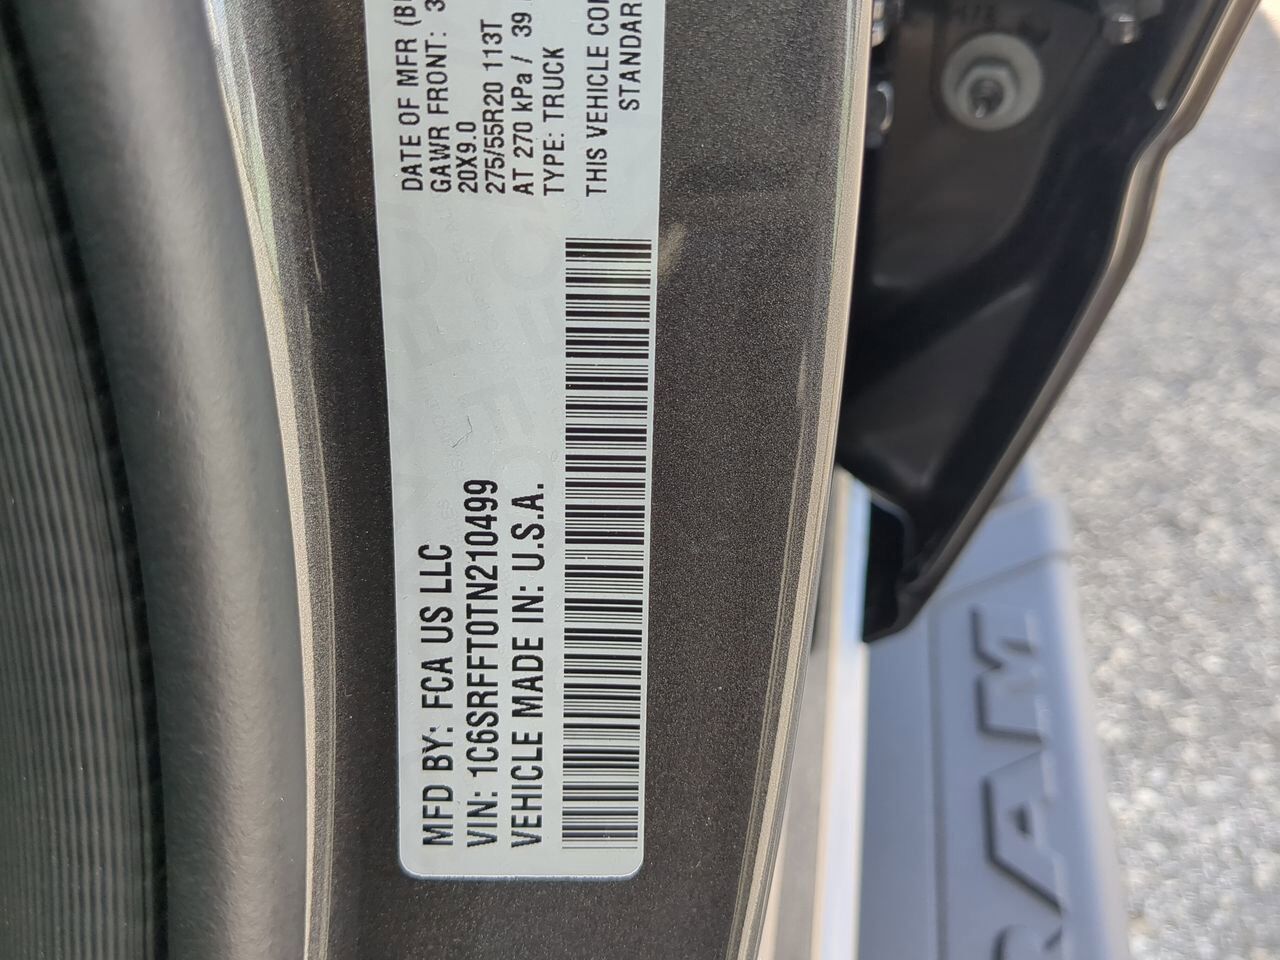 MFD BY: FCA US LLC
VIN: 1C6SRFFT0TN210499
VEHICLE MADE IN: U.S.A.
DATE OF MFR
GAWR FRONT:
20X9.0
275/55R20 113T
AT 270 kPa / 39
TYPE: TRUCK
THIS VEHICLE
STANDAR
RAM